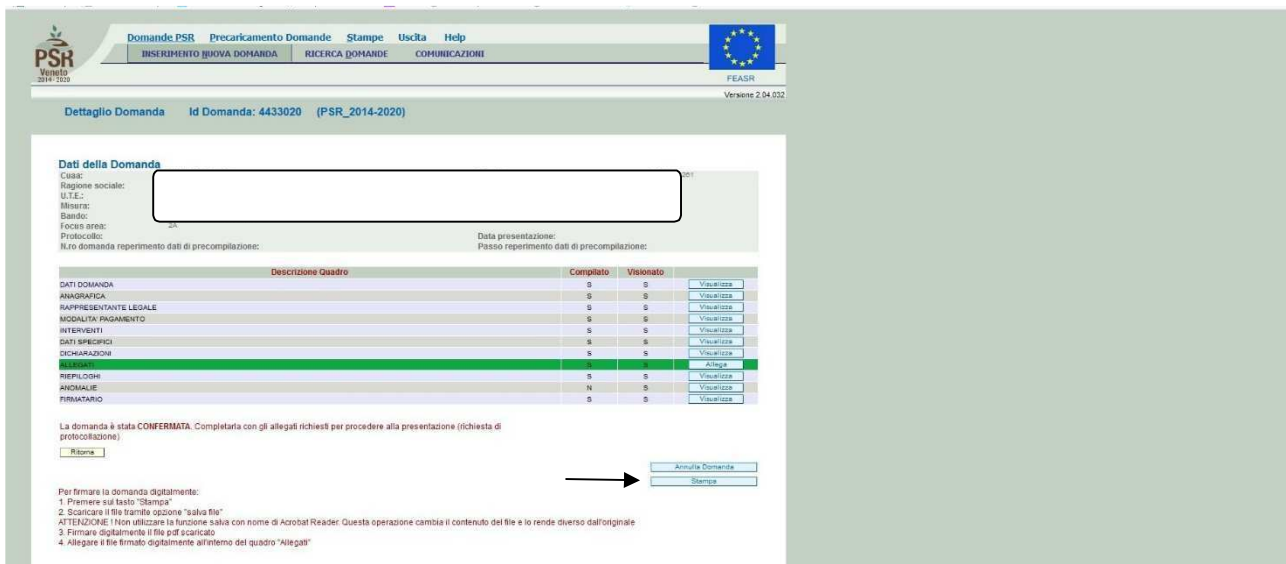 Domande PSR Precaricamento Domande Stampe Uscita Help
INSERIMENTO NUOVA DOMANDA RICERCA DOMANDE COMUNICAZIONI
PSR
Veneto
2014-2020
FEASR
Versione 2.04.032
Dettaglio Domanda Id Domanda: 4433020 (PSR_2014-2020)
Dati della Domanda
Cuaa:
Ragione sociale:
U.T.E.:
Misura:
Bando:
Focus area: 2A
Protocollo: Data presentazione:
N.ro domanda reperimento dati di precompilazione: Passo reperimento dati di precompilazione:
Descrizione Quadro Compilato Visionato
DATI DOMANDA S S Visualizza
ANAGRAFICA S S Visualizza
RAPPRESENTANTE LEGALE S S Visualizza
MODALITA' PAGAMENTO S S Visualizza
INTERVENTI S S Visualizza
DATI SPECIFICI S S Visualizza
DICHIARAZIONI S S Visualizza
ALLEGATI Allega
RIEPILOGHI S S Visualizza
ANOMALIE N S Visualizza
FIRMATARIO S S Visualizza
La domanda è stata CONFERMATA. Completarla con gli allegati richiesti per procedere alla presentazione (richiesta di
protocollazione)
Ritorna
Annulla Domanda
Stampa
Per firmare la domanda digitalmente:
1. Premere sul tasto "Stampa"
2. Scaricare il file tramite opzione "salva file"
ATTENZIONE ! Non utilizzare la funzione salva con nome di Acrobat Reader. Questa operazione cambia il contenuto del file e lo rende diverso dall'originale
3. Firmare digitalmente il file pdf scaricato
4. Allegare il file firmato digitalmente all'interno del quadro "Allegati"